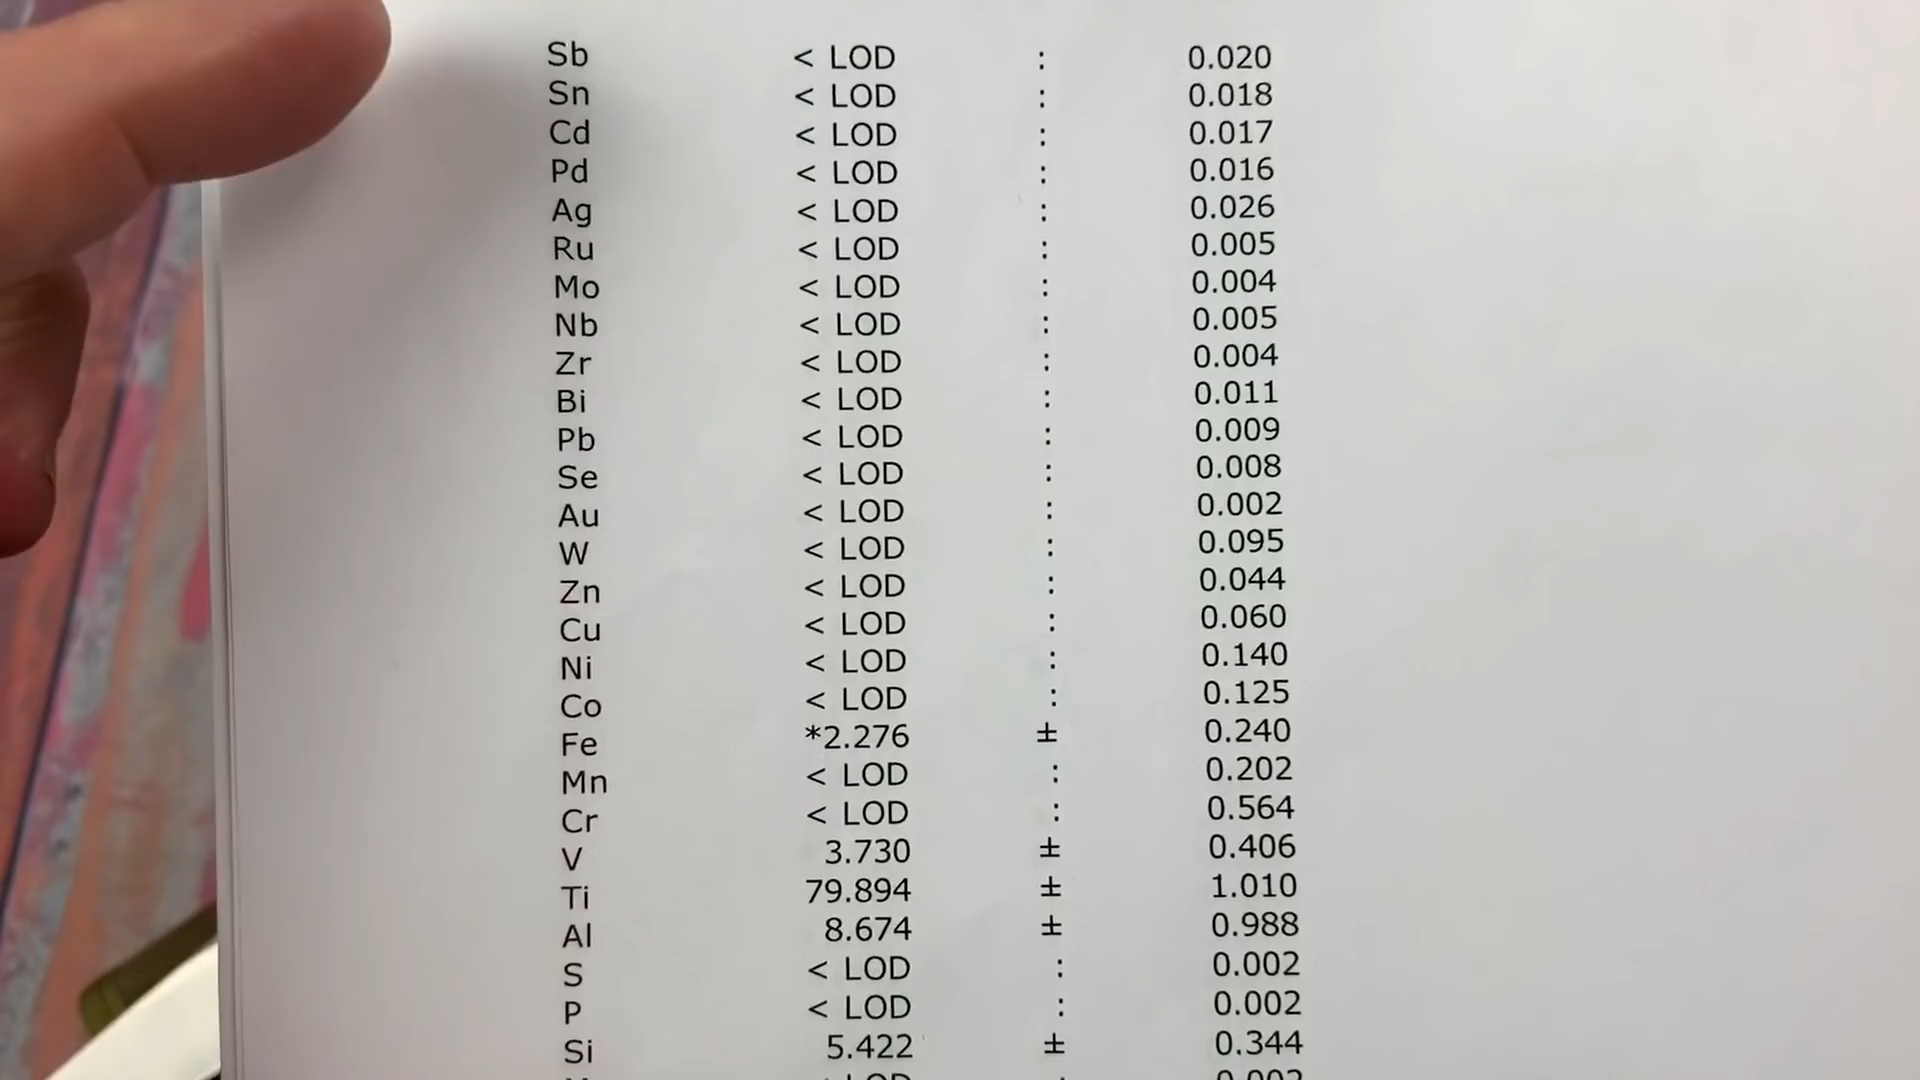 Sb < LOD : 0.020
Sn < LOD : 0.018
Cd < LOD : 0.017
Pd < LOD : 0.016
Ag < LOD : 0.026
Ru < LOD : 0.005
Mo < LOD : 0.004
Nb < LOD : 0.005
Zr < LOD : 0.004
Bi < LOD : 0.011
Pb < LOD : 0.009
Se < LOD : 0.008
Au < LOD : 0.002
W < LOD : 0.095
Zn < LOD : 0.044
Cu < LOD : 0.060
Ni < LOD : 0.140
Co < LOD : 0.125
Fe *2.276 ± 0.240
Mn < LOD : 0.202
Cr < LOD : 0.564
V 3.730 ± 0.406
Ti 79.894 ± 1.010
Al 8.674 ± 0.988
S < LOD : 0.002
P < LOD : 0.002
Si 5.422 ± 0.344